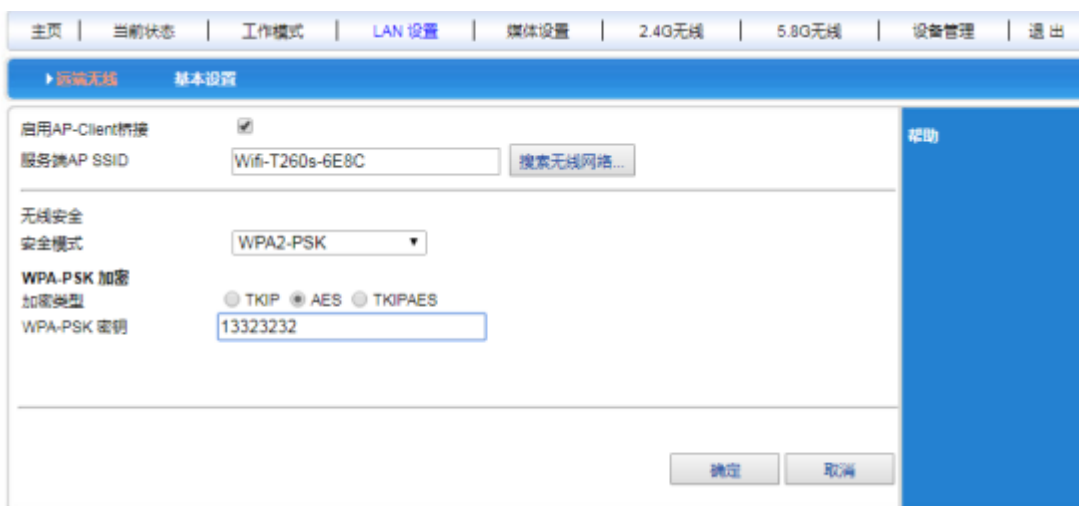 主页 | 当前状态 | 工作模式 | LAN 设置 | 媒体设置 | 2.4G无线 | 5.8G无线 | 设备管理 | 退 出
远端无线 基本设置
启用AP-Client桥接
帮助
服务端AP SSID Wifi-T260s-6E8C 搜索无线网络...
无线安全
安全模式 WPA2-PSK
WPA-PSK 加密
加密类型 TKIP AES TKIPAES
WPA-PSK 密钥 13323232
确定 取消